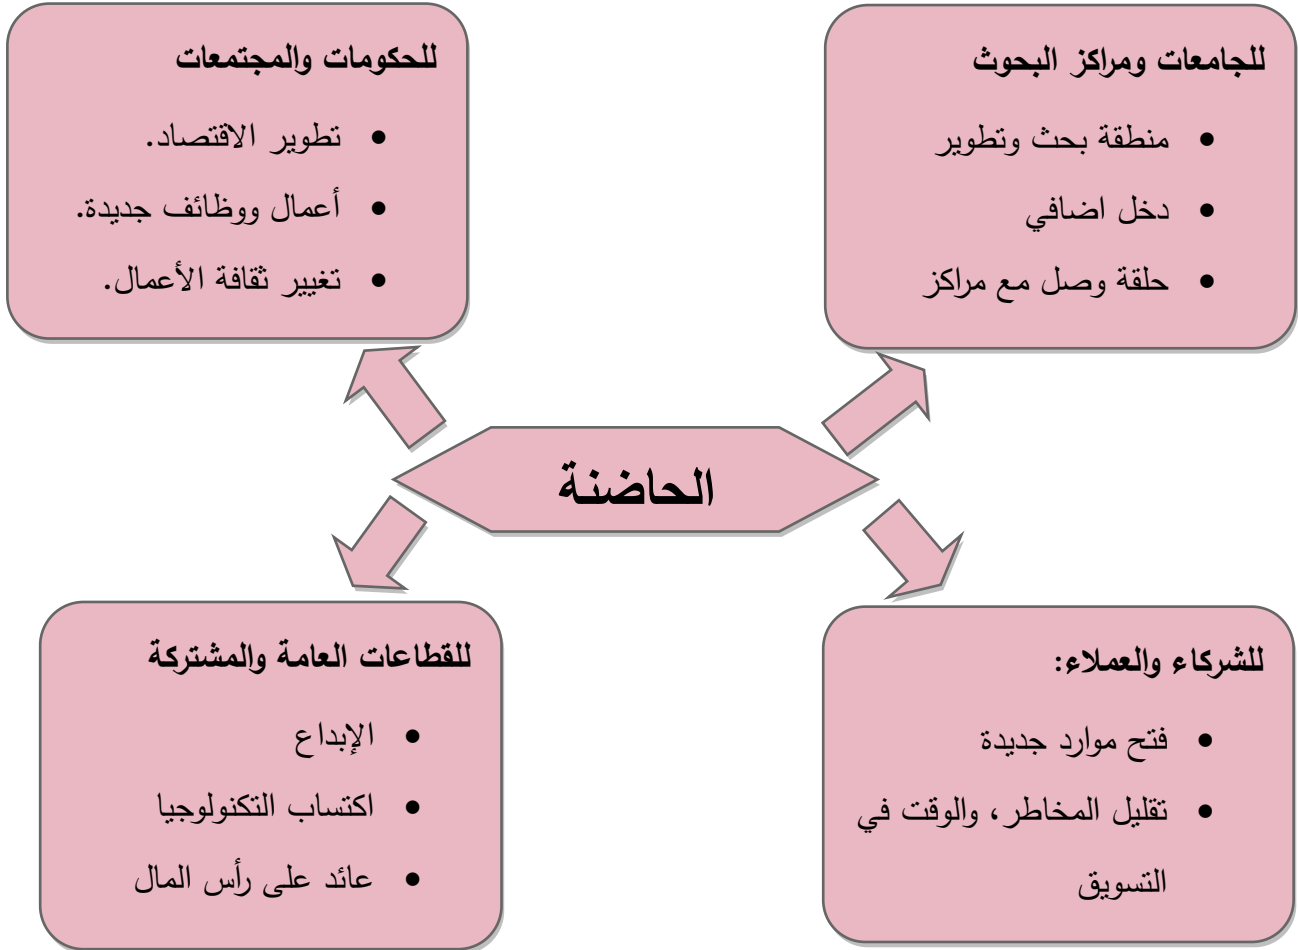 للجامعات ومراكز البحوث
• منطقة بحث وتطوير
• دخل اضافي
• حلقة وصل مع مراكز
للحكومات والمجتمعات
• تطوير الاقتصاد.
• أعمال ووظائف جديدة.
• تغيير ثقافة الأعمال.
الحاضنة
للشركاء والعملاء:
• فتح موارد جديدة
• تقليل المخاطر، والوقت في
التسويق
للقطاعات العامة والمشتركة
• الإبداع
• اكتساب التكنولوجيا
• عائد على رأس المال